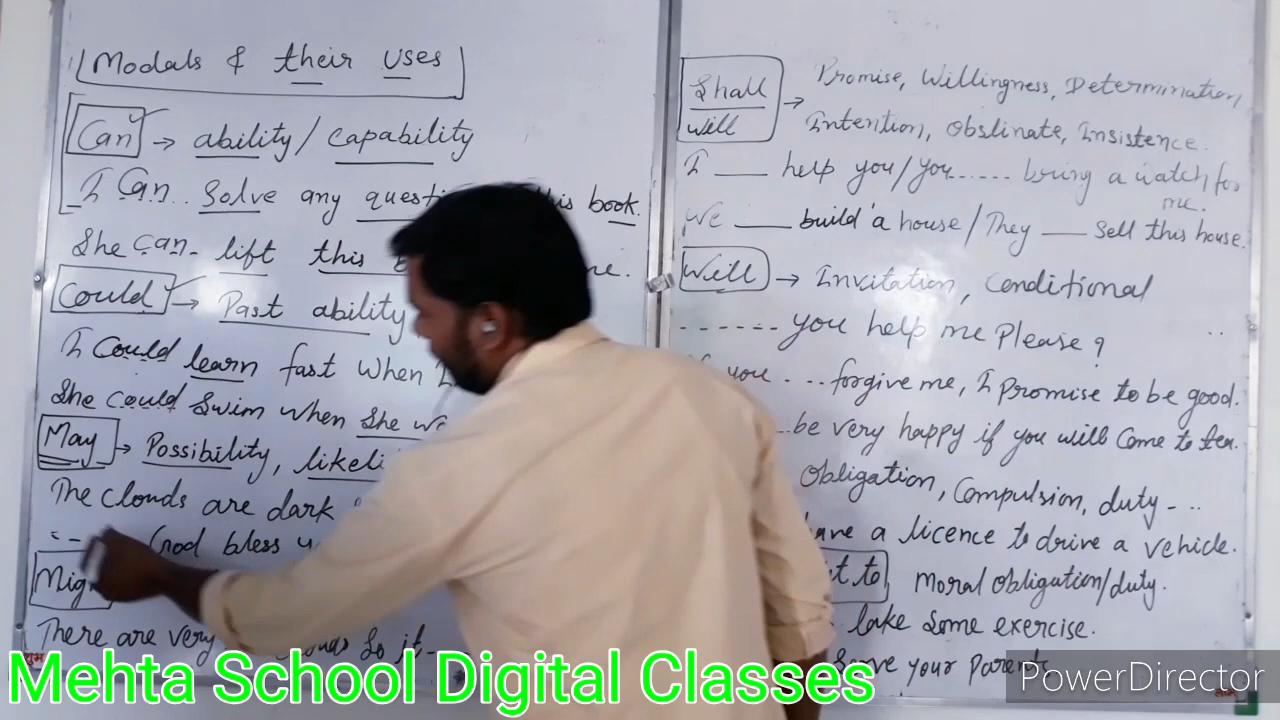 Modals & their uses
Can → ability / capability
I Can.. Solve any book.
She Can - lift this
Could → Past ability
I Could learn fast when I
She could Swim when She
May → Possibility,
The clouds are dark
God bless
There are very So it -
Shall
will
→ Promise, Willingness, Determination,
Intention, Obslinate, Insistence.
I ___ help you / you...... bring a watch for
me.
We ___ build a house / They ___ Sell this house.
Will → Invitation, Conditional
------ you help me Please ?
you ... forgive me, I promise to be good.
..be very happy if you will Come to tea.
Obligation, Compulsion, duty - ..
have a licence to drive a vehicle.
to Moral obligation/duty.
take Some exercise.
Serve your Parents
Mehta School Digital Classes
PowerDirector